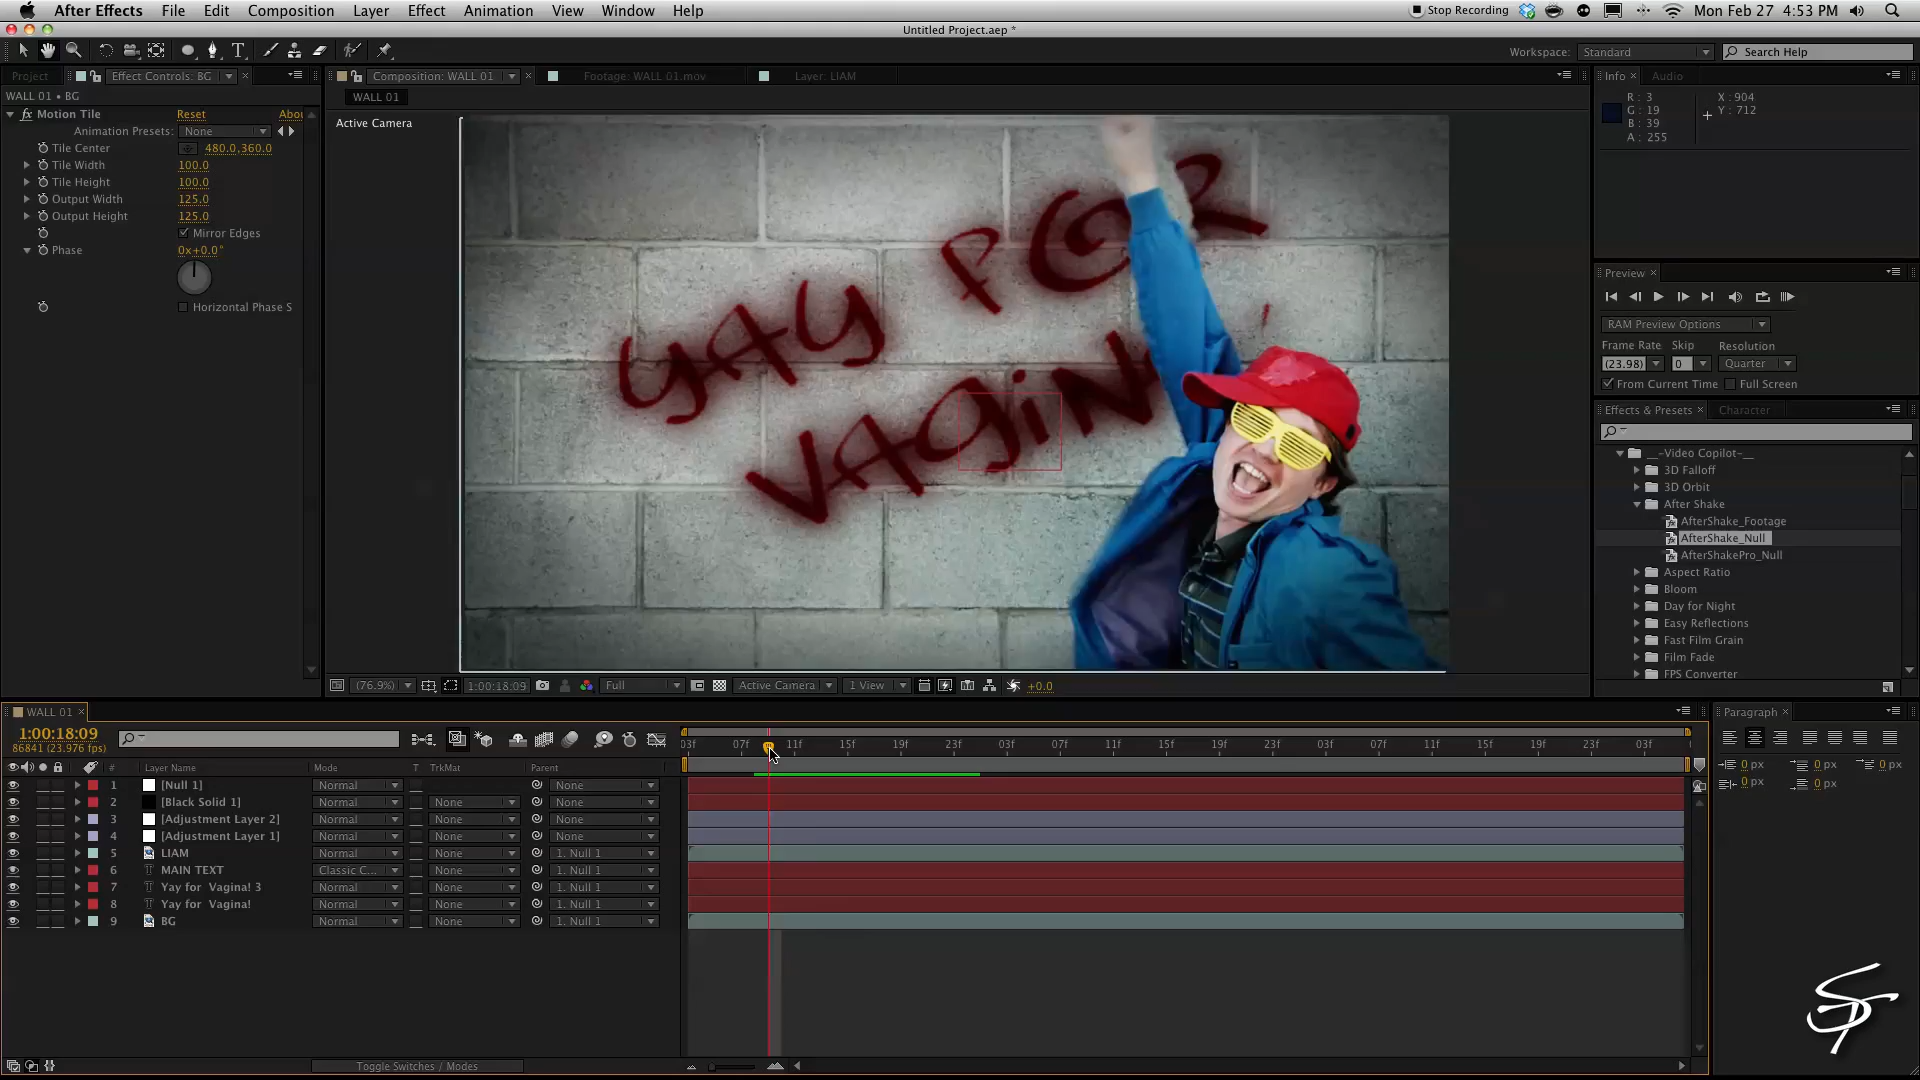 After Effects File Edit Composition Layer Effect Animation View Window Help Stop Recording Mon Feb 27 4:53 PM
Untitled Project.aep *
Workspace: Standard Search Help
Project Effect Controls: BG Composition: WALL 01 Footage: WALL 01.mov Layer: LIAM Info Audio
WALL 01 • BG
WALL 01
R : 3 X : 904
G : 19 Y : 712
B : 39
A : 255
fx Motion Tile Reset Abou
Animation Presets: None
Tile Center 480.0,360.0
Tile Width 100.0
Tile Height 100.0
Output Width 125.0
Output Height 125.0
Mirror Edges
Phase 0x+0.0°
Horizontal Phase S
Active Camera
YAY FOR
VAGiN
Preview
RAM Preview Options
Frame Rate Skip Resolution
(23.98) 0 Quarter
From Current Time Full Screen
Effects & Presets Character
__-Video Copilot-__
3D Falloff
3D Orbit
After Shake
AfterShake_Footage
AfterShake_Null
AfterShakePro_Null
Aspect Ratio
Bloom
Day for Night
Easy Reflections
Fast Film Grain
Film Fade
FPS Converter
(76.9%) 1:00:18:09 Full Active Camera 1 View +0.0
WALL 01
1:00:18:09
86841 (23.976 fps)
03f 07f 11f 15f 19f 23f 03f 07f 11f 15f 19f 23f 03f 07f 11f 15f 19f 23f 03f
# Layer Name Mode T TrkMat Parent
1 [Null 1] Normal None
2 [Black Solid 1] Normal None None
3 [Adjustment Layer 2] Normal None None
4 [Adjustment Layer 1] Normal None None
5 LIAM Normal None 1. Null 1
6 T MAIN TEXT Classic C... None 1. Null 1
7 T Yay for Vagina! 3 Normal None 1. Null 1
8 T Yay for Vagina! Normal None 1. Null 1
9 BG Normal None 1. Null 1
Toggle Switches / Modes
Paragraph
0 px 0 px 0 px
0 px 0 px